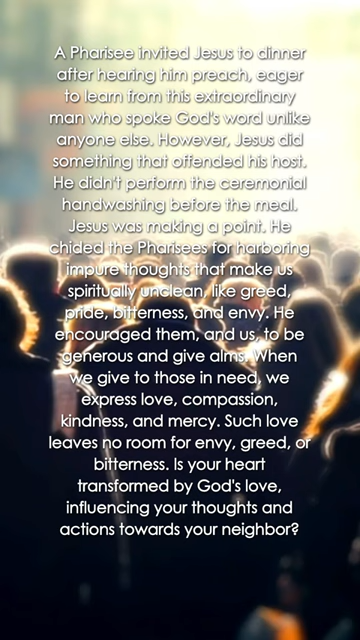 A Pharisee invited Jesus to dinner
after hearing him preach, eager
to learn from this extraordinary
man who spoke God's word unlike
anyone else. However, Jesus did
something that offended his host.
He didn't perform the ceremonial
handwashing before the meal.
Jesus was making a point. He
chided the Pharisees for harboring
impure thoughts that make us
spiritually unclean, like greed,
pride, bitterness, and envy. He
encouraged them, and us, to be
generous and give alms. When
we give to those in need, we
express love, compassion,
kindness, and mercy. Such love
leaves no room for envy, greed, or
bitterness. Is your heart
transformed by God's love,
influencing your thoughts and
actions towards your neighbor?